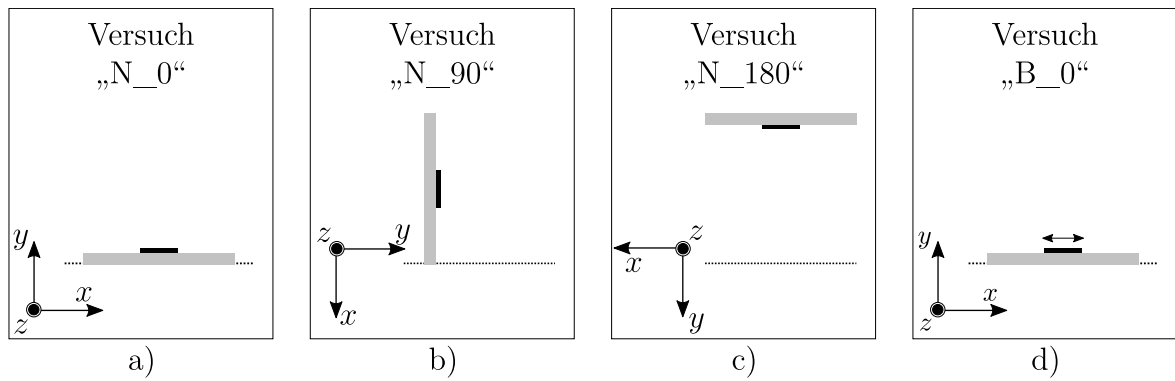 Versuch
„N_0“
y
x
z
a)
Versuch
„N_90“
z
y
x
b)
Versuch
„N_180“
z
x
y
c)
Versuch
„B_0“
y
x
z
d)